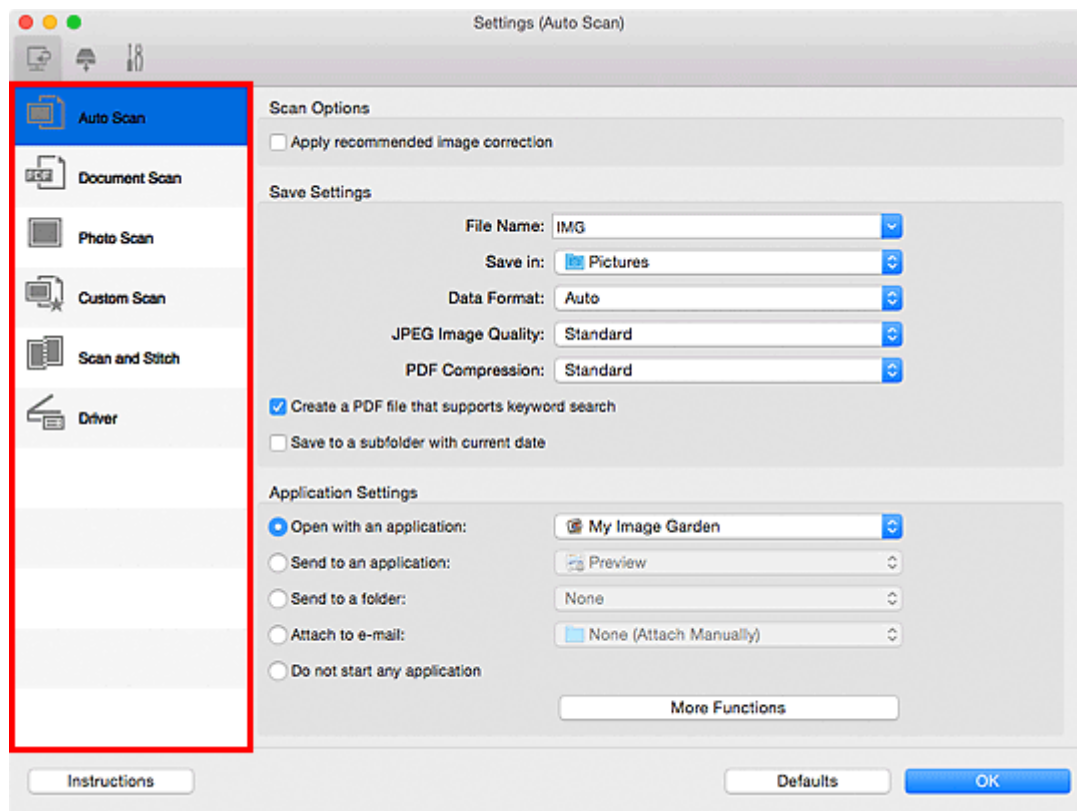 Settings (Auto Scan)
Auto Scan
Document Scan
Photo Scan
Custom Scan
Scan and Stitch
Driver
Scan Options
Apply recommended image correction
Save Settings
File Name: IMG
Save in: Pictures
Data Format: Auto
JPEG Image Quality: Standard
PDF Compression: Standard
Create a PDF file that supports keyword search
Save to a subfolder with current date
Application Settings
Open with an application: My Image Garden
Send to an application: Preview
Send to a folder: None
Attach to e-mail: None (Attach Manually)
Do not start any application
More Functions
Instructions Defaults OK